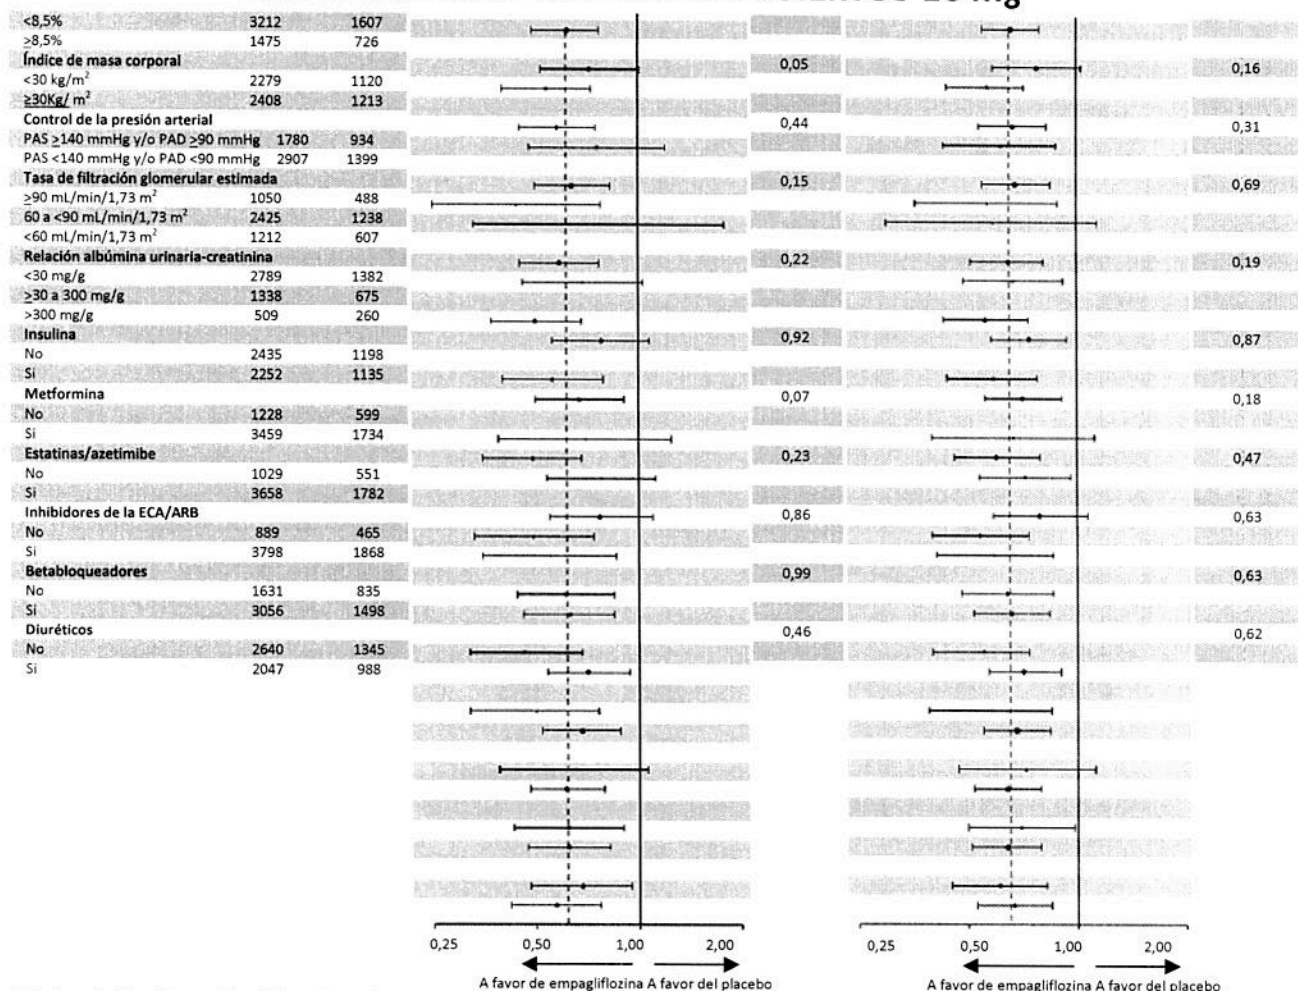 10 mg
<8,5% 3212 1607
≥8,5% 1475 726
Índice de masa corporal 0,05 0,16
<30 kg/m² 2279 1120
≥30Kg/ m² 2408 1213
Control de la presión arterial 0,44 0,31
PAS ≥140 mmHg y/o PAD ≥90 mmHg 1780 934
PAS <140 mmHg y/o PAD <90 mmHg 2907 1399
Tasa de filtración glomerular estimada 0,15 0,69
≥90 mL/min/1,73 m² 1050 488
60 a <90 mL/min/1,73 m² 2425 1238
<60 mL/min/1,73 m² 1212 607
Relación albúmina urinaria-creatinina 0,22 0,19
<30 mg/g 2789 1382
≥30 a 300 mg/g 1338 675
>300 mg/g 509 260
Insulina 0,92 0,87
No 2435 1198
Si 2252 1135
Metformina 0,07 0,18
No 1228 599
Si 3459 1734
Estatinas/azetimibe 0,23 0,47
No 1029 551
Si 3658 1782
Inhibidores de la ECA/ARB 0,86 0,63
No 889 465
Si 3798 1868
Betabloqueadores 0,99 0,63
No 1631 835
Si 3056 1498
Diuréticos 0,46 0,62
No 2640 1345
Si 2047 988
0,25 0,50 1,00 2,00 0,25 0,50 1,00 2,00
A favor de empagliflozina A favor del placebo A favor de empagliflozina A favor del placebo